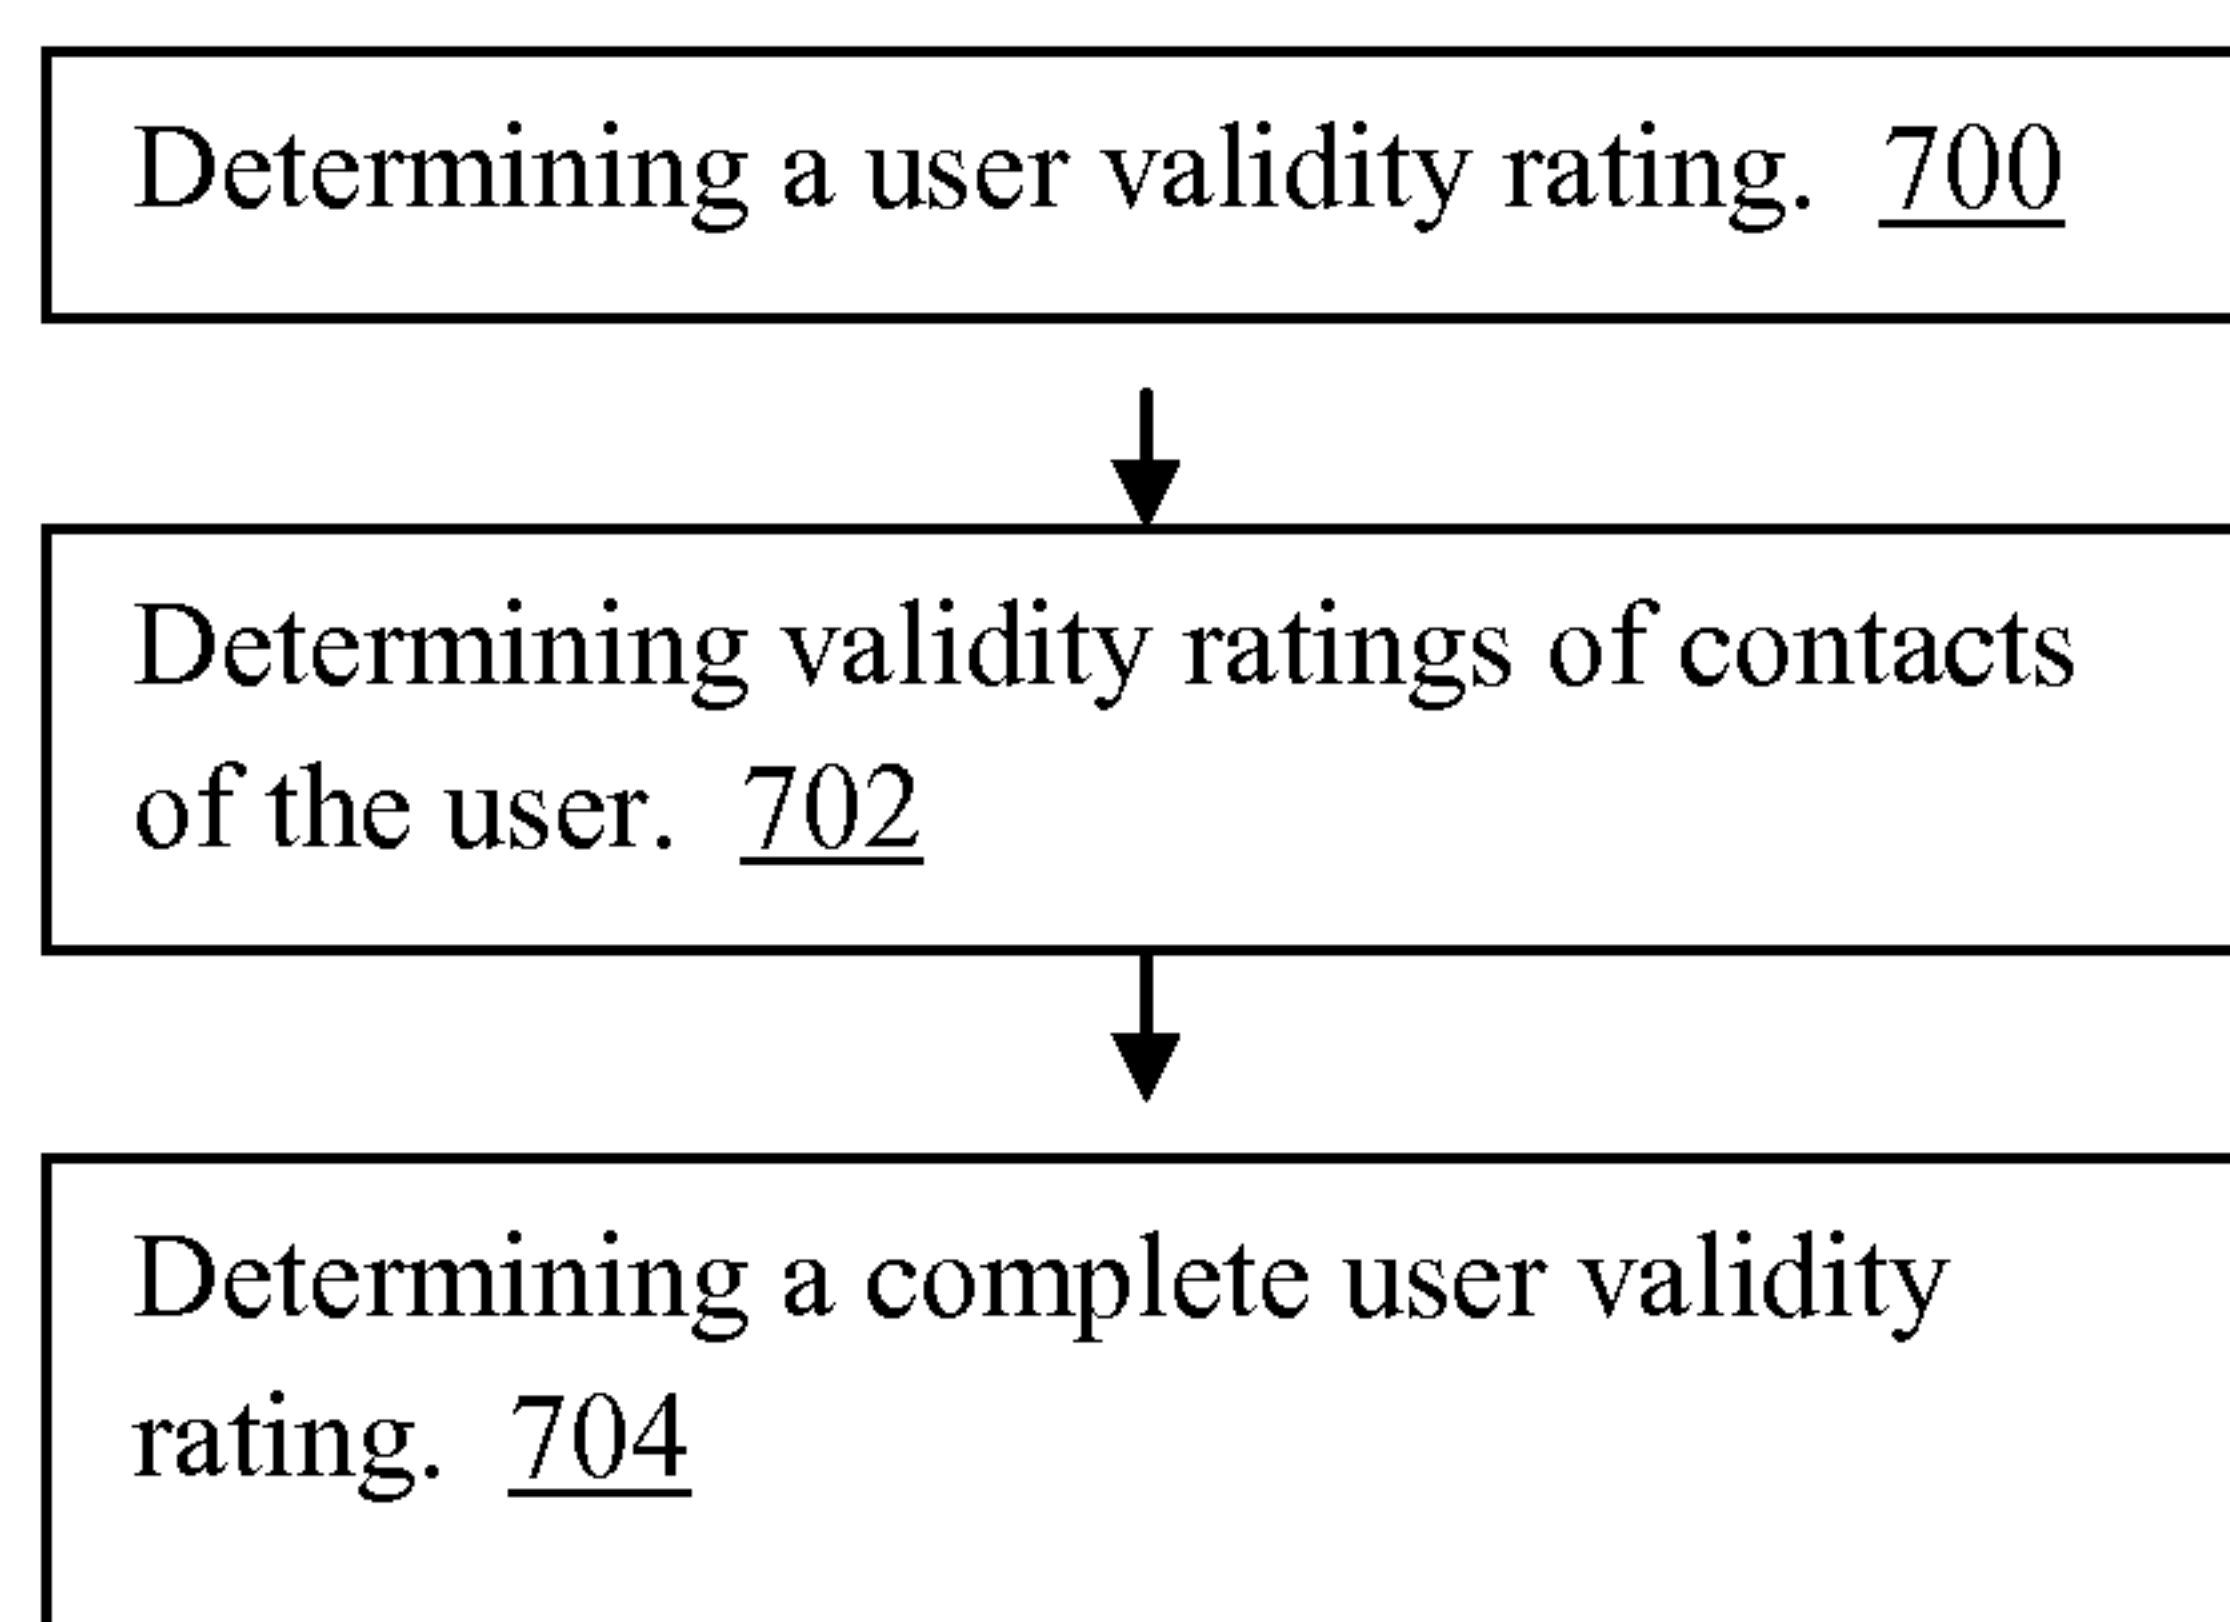 Determining a user validity rating. 700
Determining validity ratings of contacts
of the user. 702
Determining a complete user validity
rating. 704